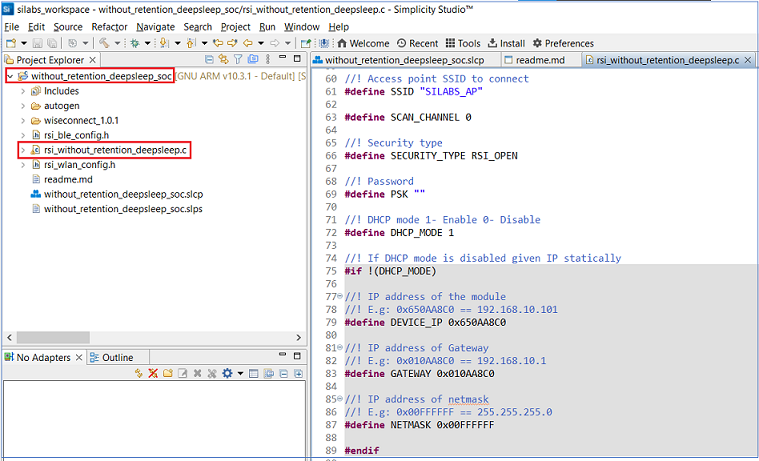 silabs_workspace - without_retention_deepsleep_soc/rsi_without_retention_deepsleep.c - Simplicity Studio™
File Edit Source Refactor Navigate Search Project Run Window Help
Welcome Recent Tools Install Preferences
Project Explorer
without_retention_deepsleep_soc [GNU ARM v10.3.1 - Default] [S
Includes
autogen
wiseconnect_1.0.1
rsi_ble_config.h
rsi_without_retention_deepsleep.c
rsi_wlan_config.h
readme.md
without_retention_deepsleep_soc.slcp
without_retention_deepsleep_soc.slps
No Adapters Outline
without_retention_deepsleep_soc.slcp readme.md rsi_without_retention_deepsleep.c
60 //! Access point SSID to connect
61 #define SSID "SILABS_AP"
62
63 #define SCAN_CHANNEL 0
64
65 //! Security type
66 #define SECURITY_TYPE RSI_OPEN
67
68 //! Password
69 #define PSK ""
70
71 //! DHCP mode 1- Enable 0- Disable
72 #define DHCP_MODE 1
73
74 //! If DHCP mode is disabled given IP statically
75 #if !(DHCP_MODE)
76
77 //! IP address of the module
78 //! E.g: 0x650AA8C0 == 192.168.10.101
79 #define DEVICE_IP 0x650AA8C0
80
81 //! IP address of Gateway
82 //! E.g: 0x010AA8C0 == 192.168.10.1
83 #define GATEWAY 0x010AA8C0
84
85 //! IP address of netmask
86 //! E.g: 0x00FFFFFF == 255.255.255.0
87 #define NETMASK 0x00FFFFFF
88
89 #endif